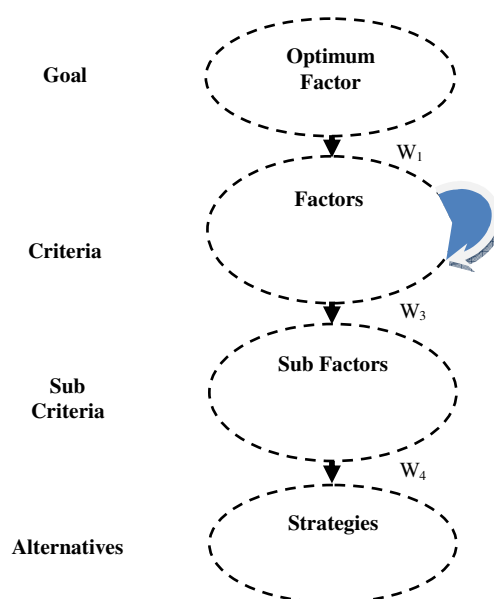 Optimum
Factor
Goal
W₁
Factors
Criteria
W₃
Sub Factors
Sub
Criteria
W₄
Strategies
Alternatives